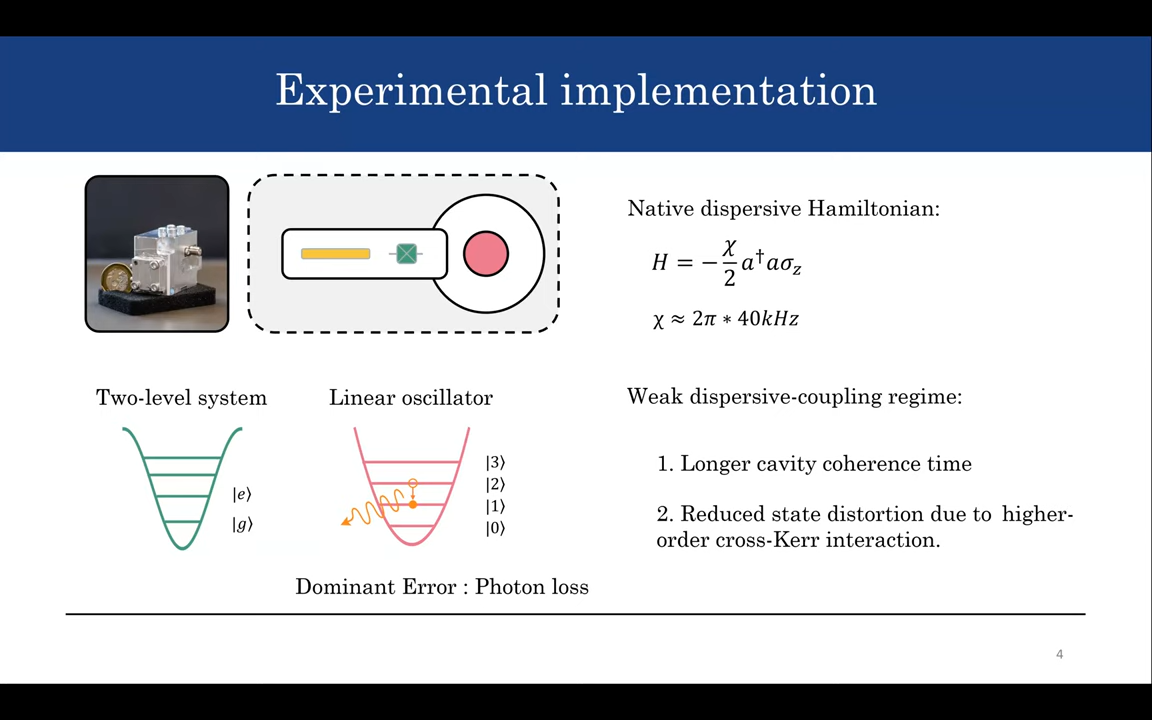 Experimental implementation
Native dispersive Hamiltonian:
H = −χ/2 a†aσz
χ ≈ 2π ∗ 40kHz
Two-level system
|e⟩
|g⟩
Linear oscillator
|3⟩
|2⟩
|1⟩
|0⟩
Dominant Error : Photon loss
Weak dispersive-coupling regime:
1. Longer cavity coherence time
2. Reduced state distortion due to higher-
order cross-Kerr interaction.
4